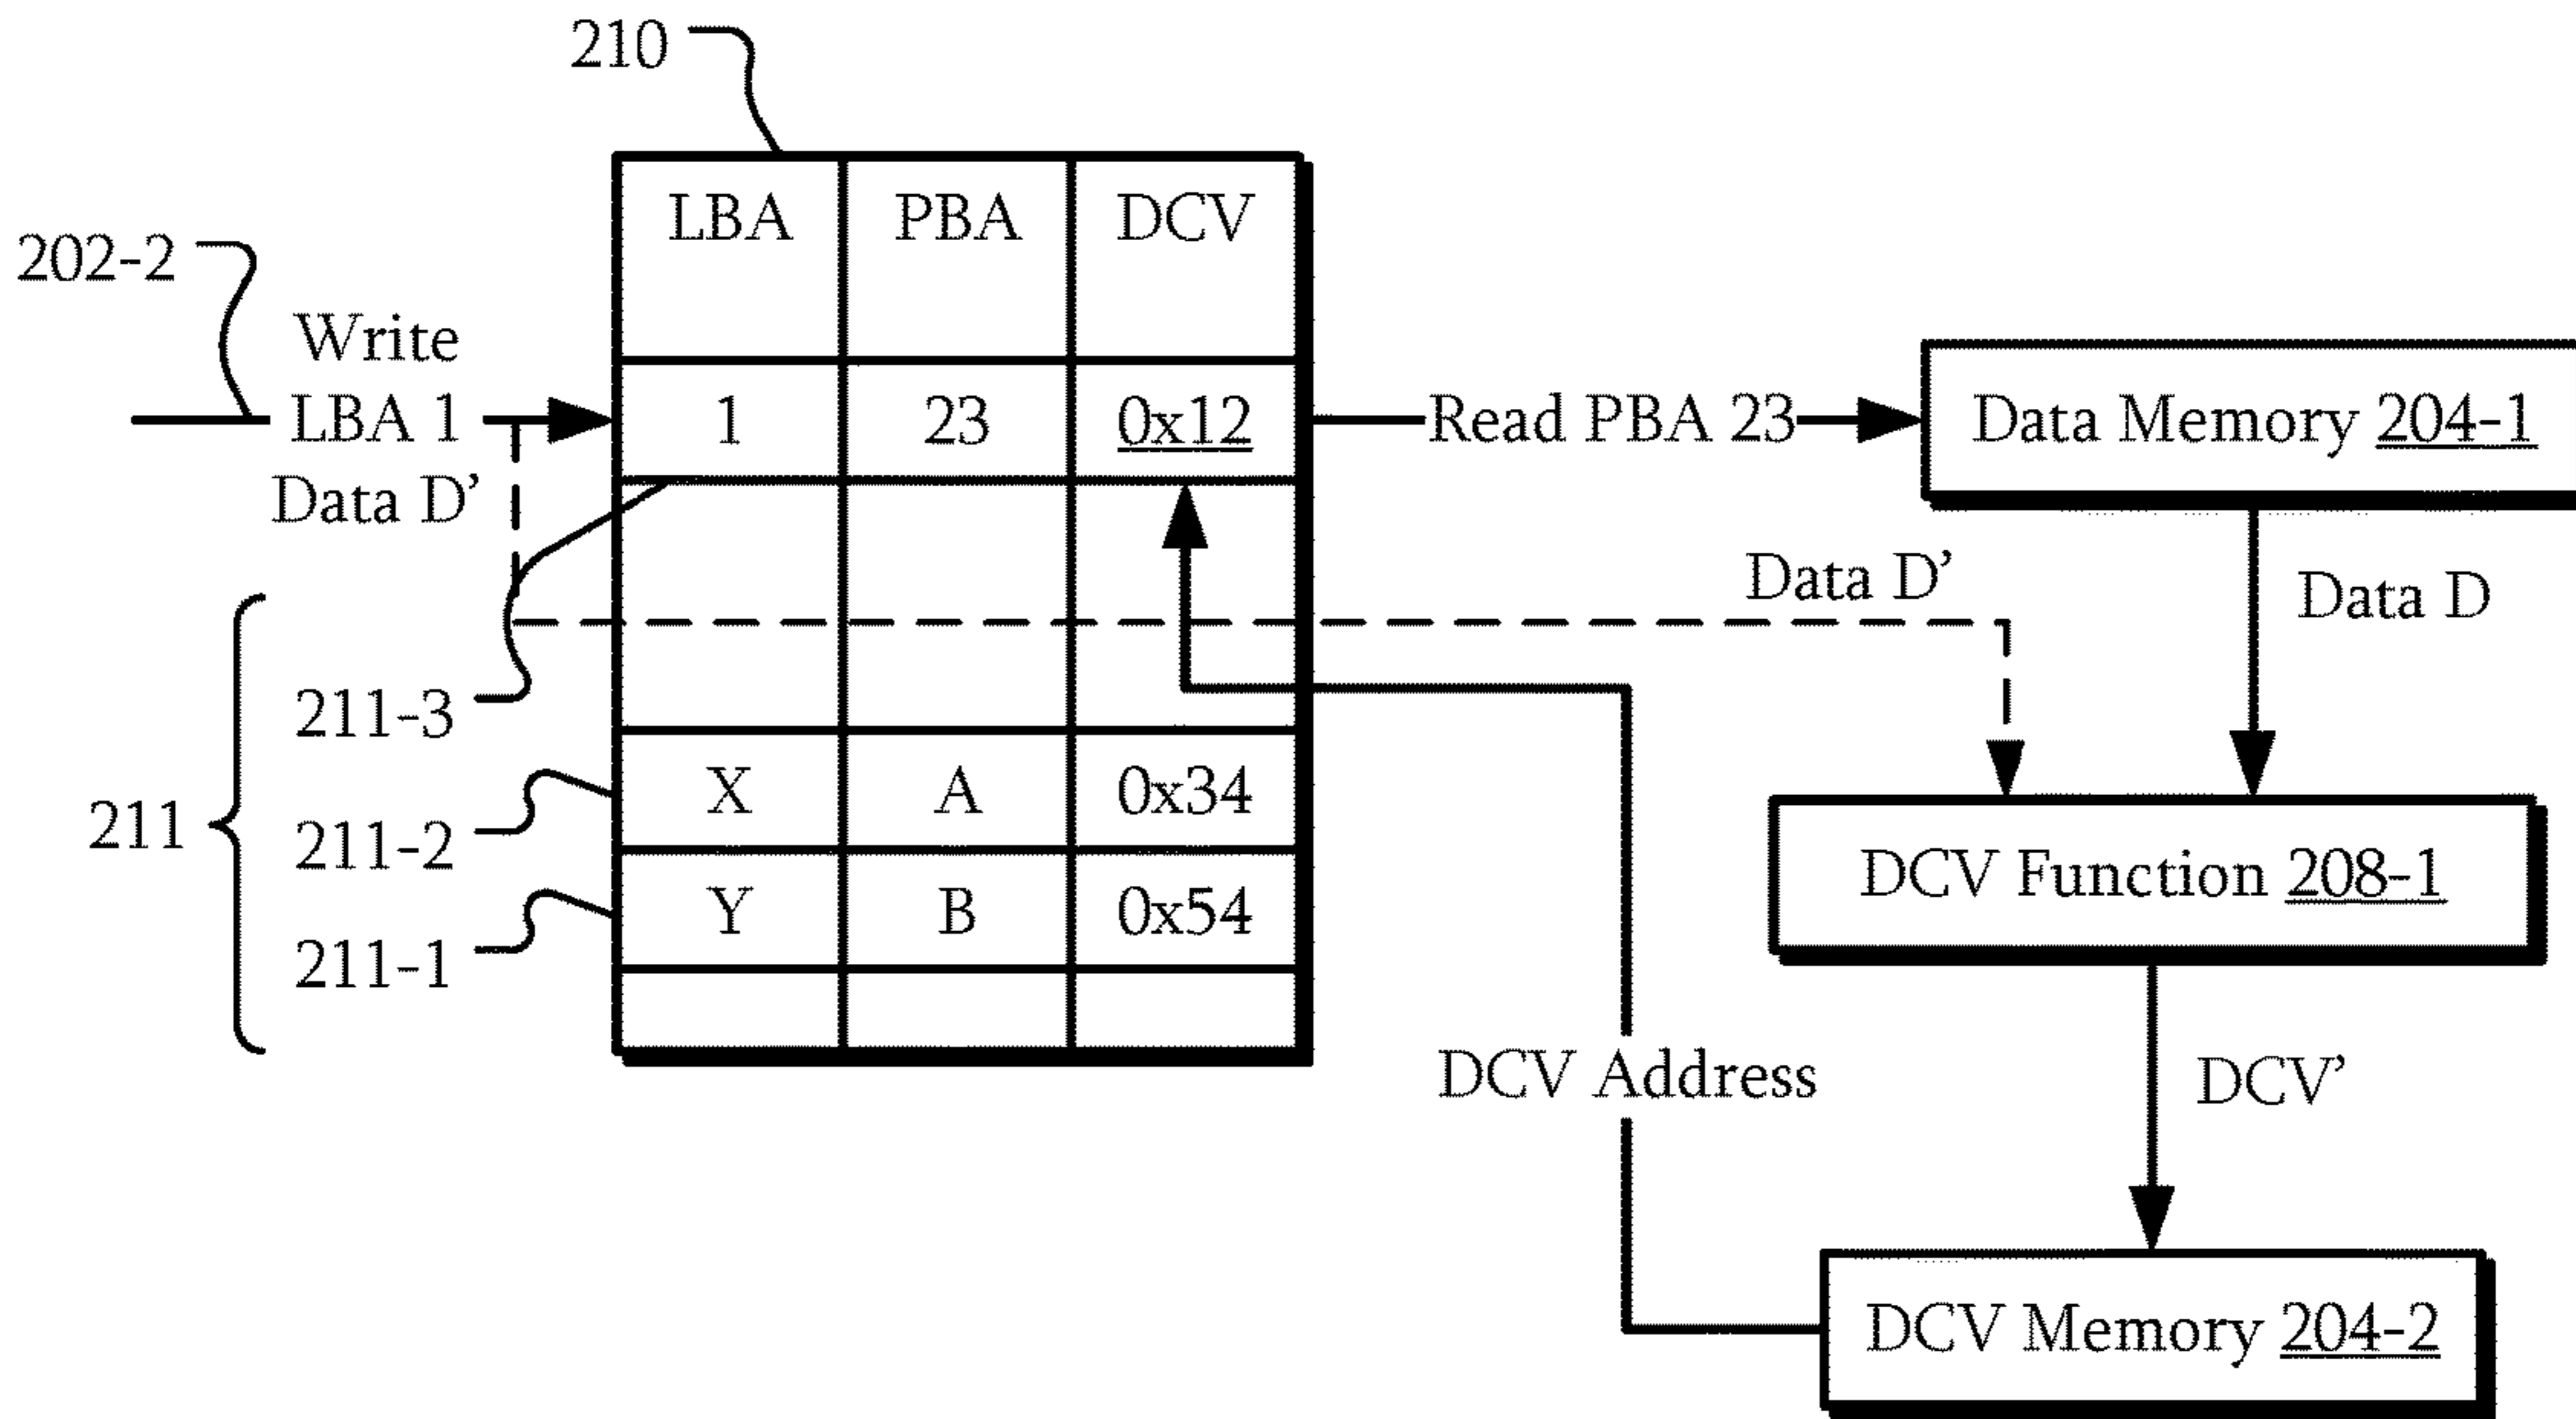 210
LBA PBA DCV
202-2
Write
LBA 1
Data D’
1 23 0x12
Read PBA 23
Data Memory 204-1
Data D’
Data D
211
211-3
211-2
211-1
X A 0x34
Y B 0x54
DCV Function 208-1
DCV Address
DCV’
DCV Memory 204-2